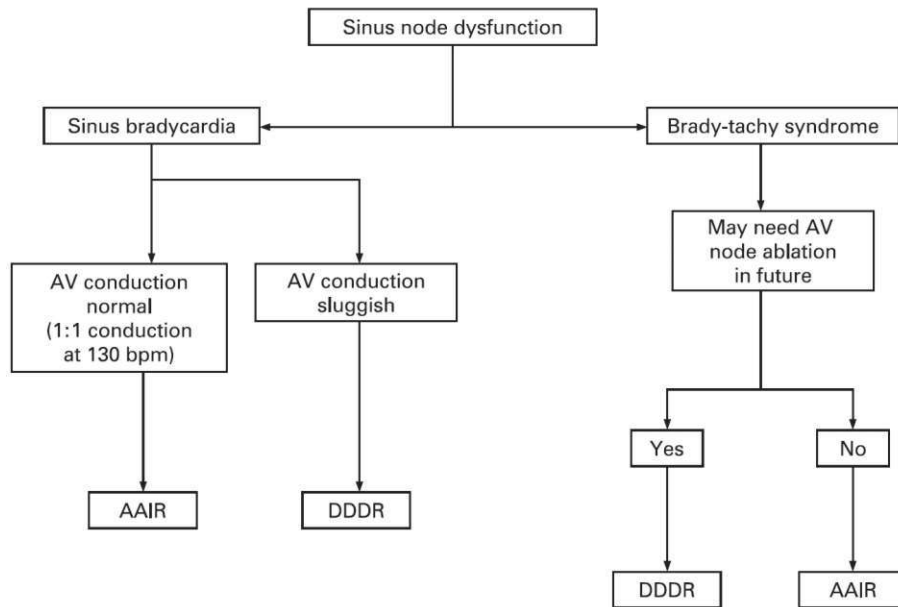 Sinus node dysfunction
Sinus bradycardia
Brady-tachy syndrome
AV conduction
normal
(1:1 conduction
at 130 bpm)
AV conduction
sluggish
May need AV
node ablation
in future
Yes
No
AAIR
DDDR
DDDR
AAIR